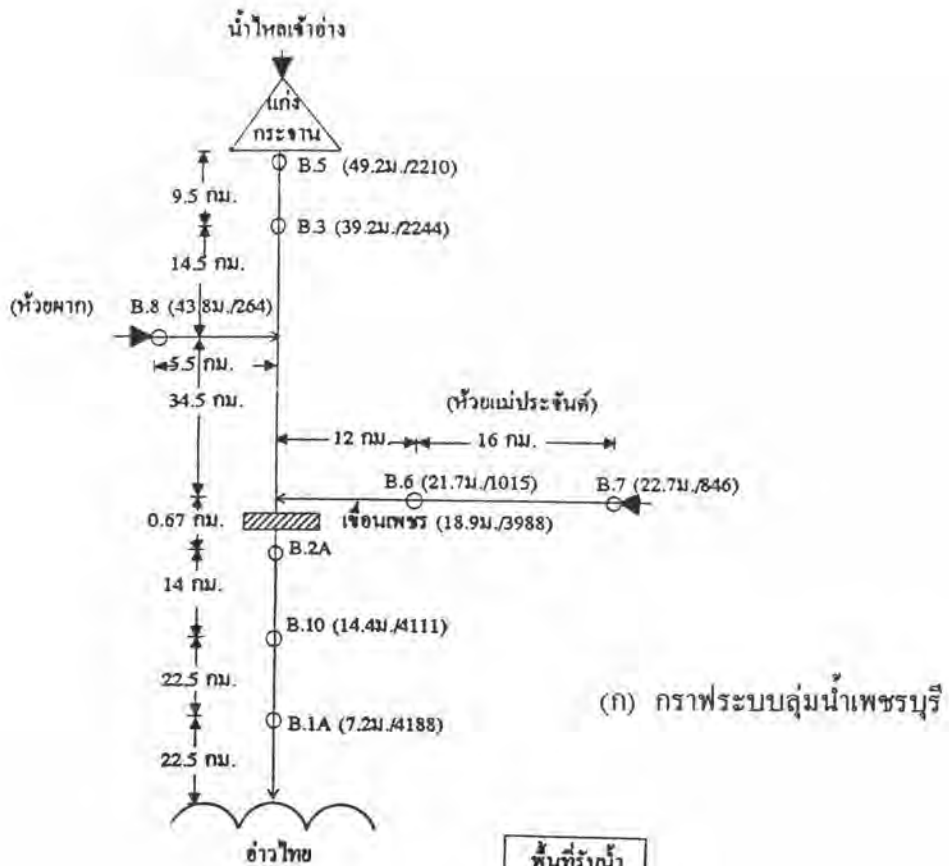 น้ำไหลเข้าอ่าง
แก่ง
กระจาน
B.5 (49.2ม./2210)
9.5 กม.
B.3 (39.2ม./2244)
14.5 กม.
(ห้วยผาก)
B.8 (43.8ม./264)
5.5 กม.
34.5 กม.
(ห้วยแม่ประจันต์)
12 กม.
16 กม.
B.6 (21.7ม./1015)
B.7 (22.7ม./846)
0.67 กม.
เขื่อนเพชร (18.9ม./3988)
B.2A
14 กม.
B.10 (14.4ม./4111)
22.5 กม.
(ก) กราฟระบบลุ่มน้ำเพชรบุรี
B.1A (7.2ม./4188)
22.5 กม.
อ่าวไทย
พื้นที่รับน้ำ